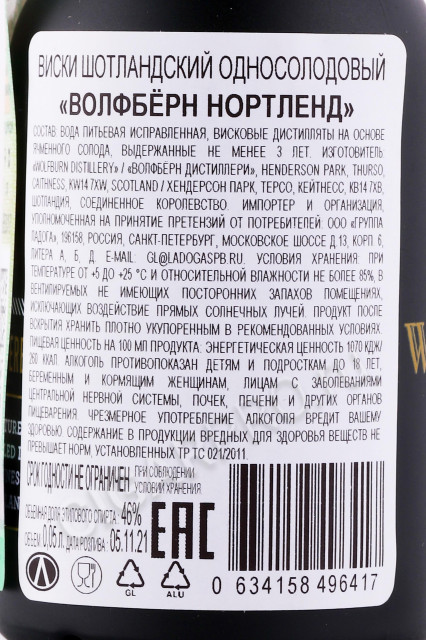 ВИСКИ ШОТЛАНДСКИЙ ОДНОСОЛОДОВЫЙ
«ВОЛФБЁРН НОРТЛЕНД»
СОСТАВ: ВОДА ПИТЬЕВАЯ ИСПРАВЛЕННАЯ, ВИСКОВЫЕ ДИСТИЛЛЯТЫ НА ОСНОВЕ
ЯЧМЕННОГО СОЛОДА, ВЫДЕРЖАННЫЕ НЕ МЕНЕЕ 3 ЛЕТ. ИЗГОТОВИТЕЛЬ
«WOLFBURN DISTILLERY» / «ВОЛФБЁРН ДИСТИЛЛЕРИ», HENDERSON PARK, THURSO,
CAITHNESS, KW14 7XW, SCOTLAND / ХЕНДЕРСОН ПАРК, ТЕРСО, КЕЙТНЕСС, КВ14 7ХВ,
ШОТЛАНДИЯ, СОЕДИНЕННОЕ КОРОЛЕВСТВО. ИМПОРТЕР И ОРГАНИЗАЦИЯ,
УПОЛНОМОЧЕННАЯ НА ПРИНЯТИЕ ПРЕТЕНЗИЙ ОТ ПОТРЕБИТЕЛЕЙ: ООО «ГРУППА
ЛАДОГА», 196158, РОССИЯ, САНКТ-ПЕТЕРБУРГ, МОСКОВСКОЕ ШОССЕ Д.13, КОРП. 6,
ЛИТЕРА А, Б, Д. E-MAIL: GL@LADOGASPB.RU. УСЛОВИЯ ХРАНЕНИЯ: ПРИ
ТЕМПЕРАТУРЕ ОТ +5 ДО +25 °С И ОТНОСИТЕЛЬНОЙ ВЛАЖНОСТИ НЕ БОЛЕЕ 85%, В
ВЕНТИЛИРУЕМЫХ НЕ ИМЕЮЩИХ ПОСТОРОННИХ ЗАПАХОВ ПОМЕЩЕНИЯХ,
ИСКЛЮЧАЮЩИХ ВОЗДЕЙСТВИЕ ПРЯМЫХ СОЛНЕЧНЫХ ЛУЧЕЙ. ПРОДУКТ ПОСЛЕ
ВСКРЫТИЯ ХРАНИТЬ ПЛОТНО УКУПОРЕННЫМ В РЕКОМЕНДОВАННЫХ УСЛОВИЯХ.
ПИЩЕВАЯ ЦЕННОСТЬ НА 100 МЛ ПРОДУКТА: ЭНЕРГЕТИЧЕСКАЯ ЦЕННОСТЬ 1070 КДЖ/
260 ККАЛ. АЛКОГОЛЬ ПРОТИВОПОКАЗАН ДЕТЯМ И ПОДРОСТКАМ ДО 18 ЛЕТ,
БЕРЕМЕННЫМ И КОРМЯЩИМ ЖЕНЩИНАМ, ЛИЦАМ С ЗАБОЛЕВАНИЯМИ
ЦЕНТРАЛЬНОЙ НЕРВНОЙ СИСТЕМЫ, ПОЧЕК, ПЕЧЕНИ И ДРУГИХ ОРГАНОВ
ПИЩЕВАРЕНИЯ. ЧРЕЗМЕРНОЕ УПОТРЕБЛЕНИЕ АЛКОГОЛЯ ВРЕДИТ ВАШЕМУ
ЗДОРОВЬЮ. СОДЕРЖАНИЕ В ПРОДУКЦИИ ВРЕДНЫХ ДЛЯ ЗДОРОВЬЯ ВЕЩЕСТВ НЕ
ПРЕВЫШАЕТ НОРМ, УСТАНОВЛЕННЫХ ТР ТС 021/2011.
СРОК ГОДНОСТИ НЕ ОГРАНИЧЕН ПРИ СОБЛЮДЕНИИ
УСЛОВИЙ ХРАНЕНИЯ
ОБЪЕМНАЯ ДОЛЯ ЭТИЛОВОГО СПИРТА: 46%
ОБЪЕМ: 0,05 Л. ДАТА РОЗЛИВА: 05.11.21
EAC
0 634158 496417
GL
ALU